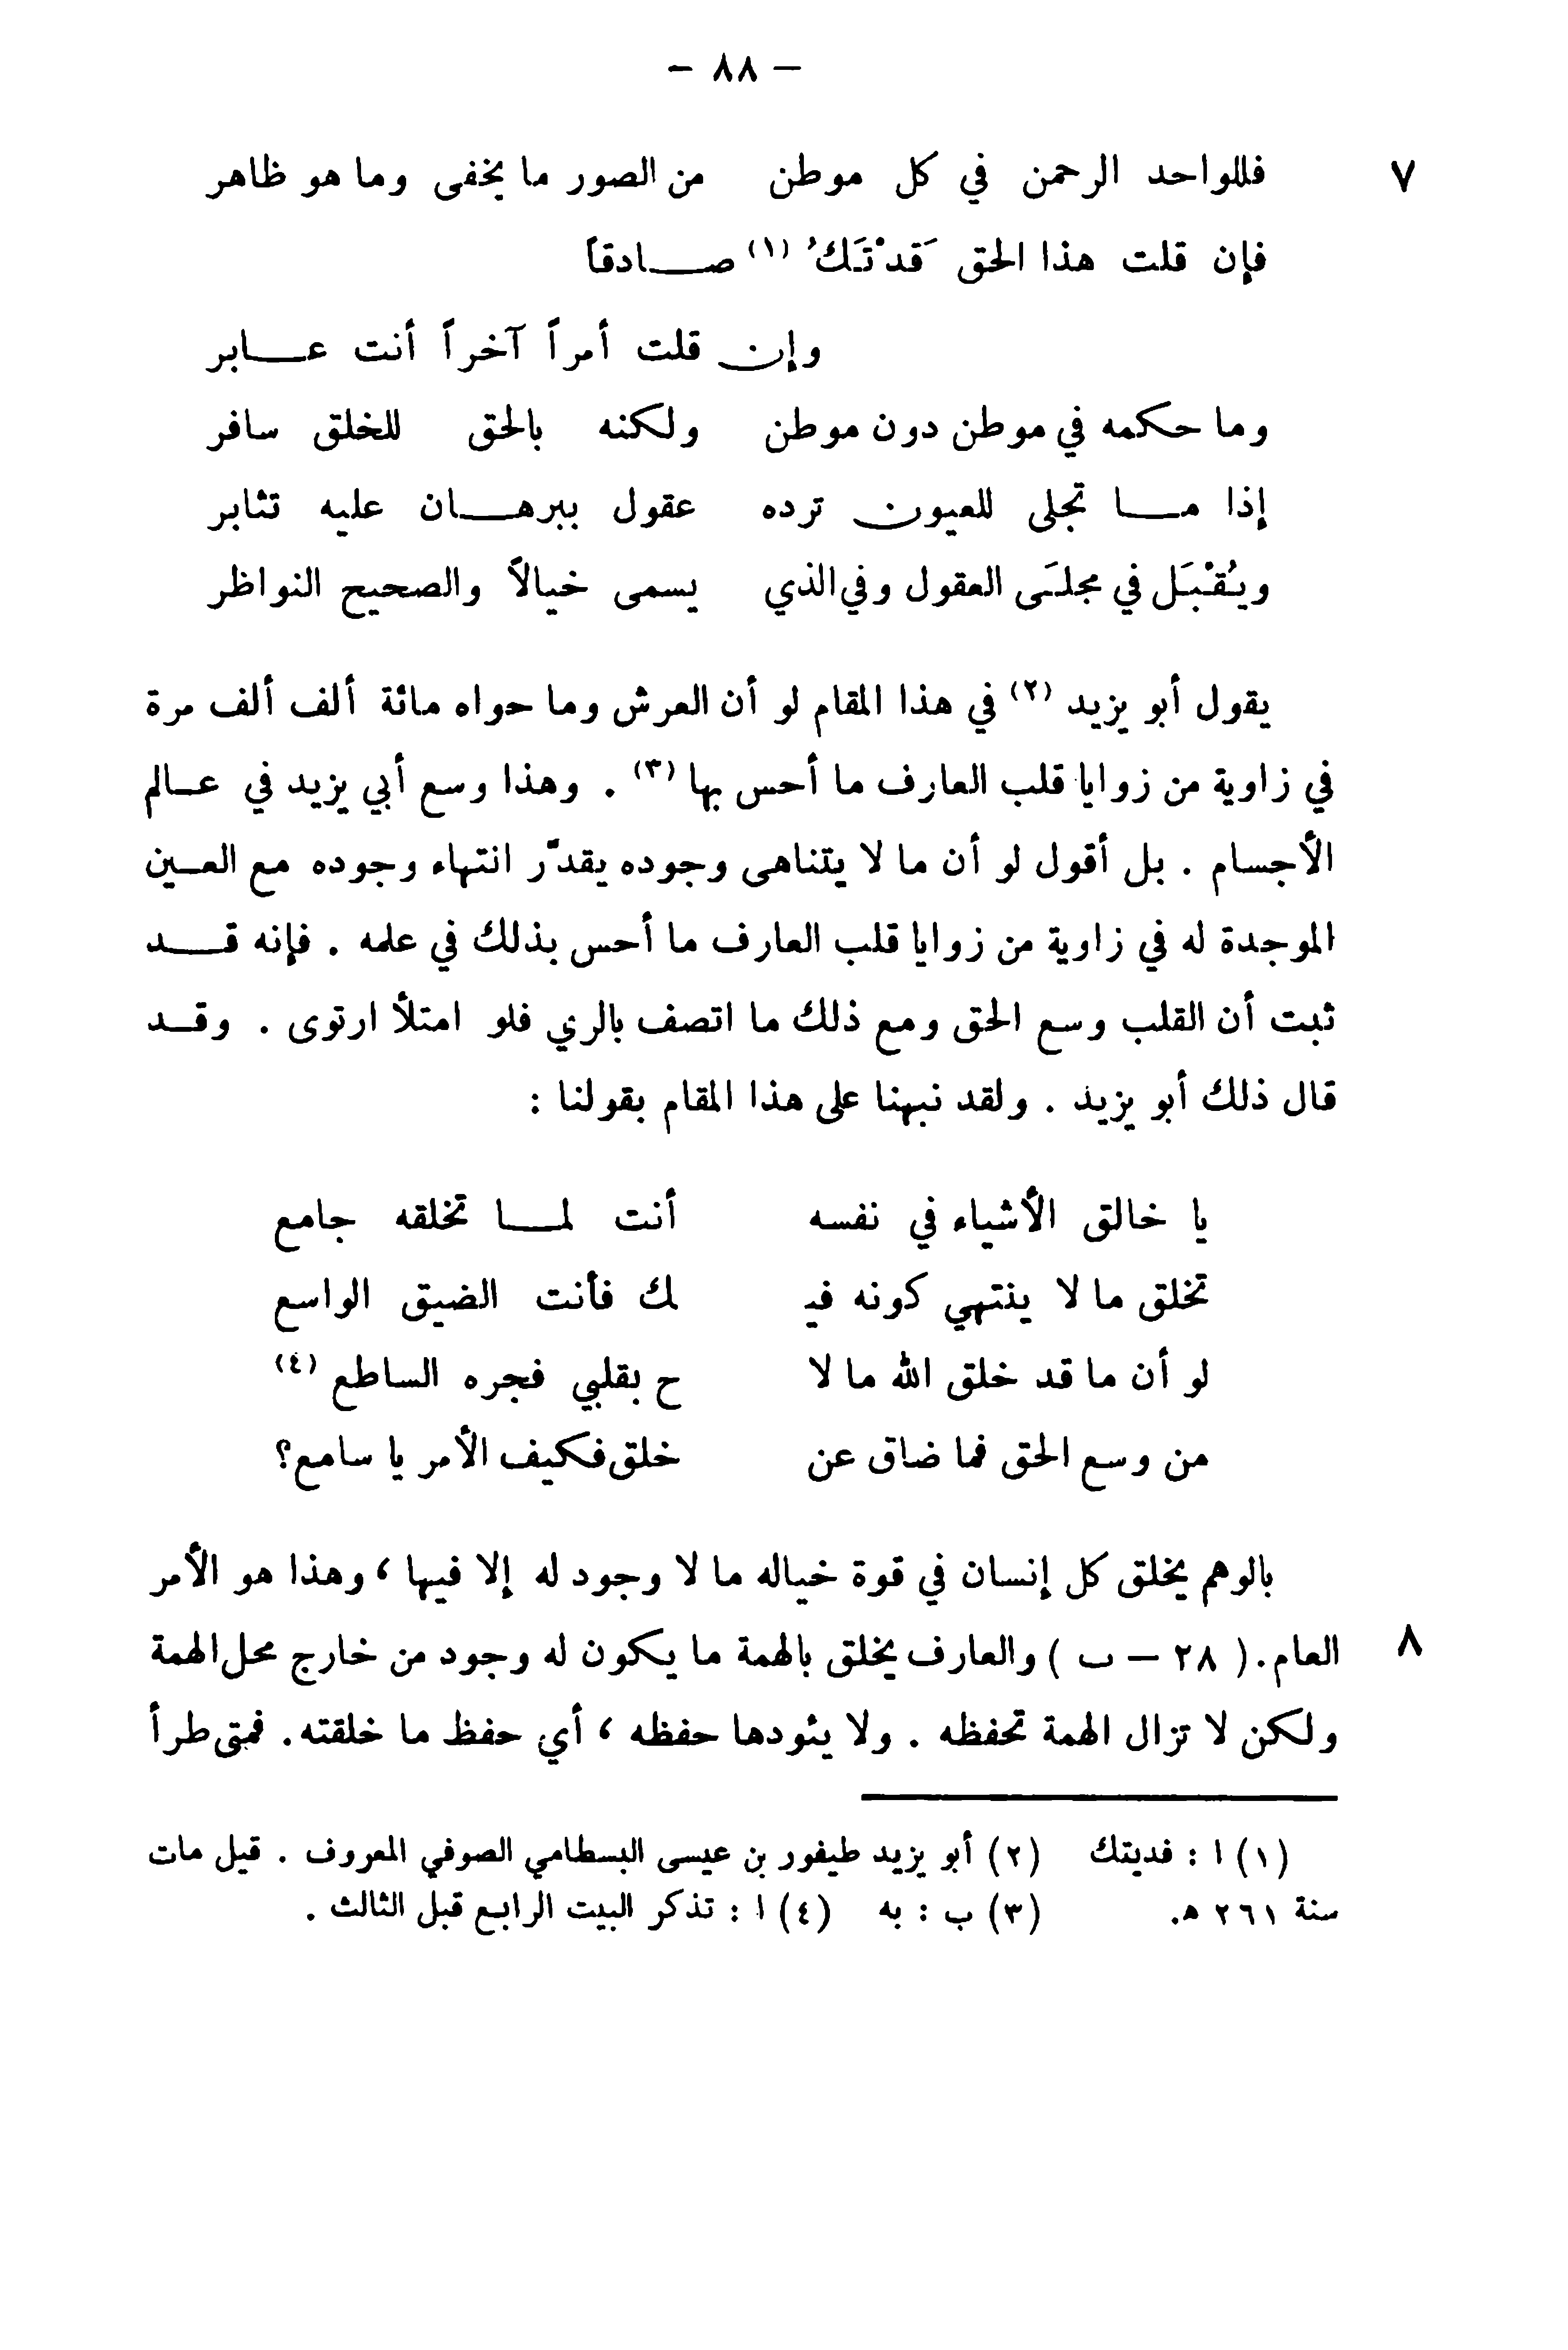 - ٨٨ -
٧ فللواحد الرحمن في كل موطن من الصور ما يخفى وما هو ظاهر
فإن قلت هذا الحق قَدْ تَكُ (١) صادقاً
وإن قلت أمراً آخراً أنت عابر
وما حكمه في موطن دون موطن ولكنه بالحق للخلق سافر
إذا ما تجلى للعيون ترده عقول ببرهان عليه تثابر
ويُقْبَل في مجلَى العقول وفي الذي يسمى خيالاً والصحيح النواظر
يقول أبو يزيد (٢) في هذا المقام لو أن العرش وما حواه مائة ألف ألف مرة
في زاوية من زوايا قلب العارف ما أحس بها (٣) . وهذا وسع أبي يزيد في عالم
الأجسام . بل أقول لو أن ما لا يتناهى وجوده يقدّر انتهاء وجوده مع العين
الموجدة له في زاوية من زوايا قلب العارف ما أحس بذلك في علمه . فإنه قد
ثبت أن القلب وسع الحق ومع ذلك ما اتصف بالري فلو امتلأ ارتوى . وقد
قال ذلك أبو يزيد . ولقد نبهنا على هذا المقام بقولنا :
يا خالق الأشياء في نفسه أنت لما تخلقه جامع
تخلق ما لا ينتهي كونه فيـ ـك فأنت الضيق الواسع
لو أن ما قد خلق الله ما لا ح بقلبي فجره الساطع (٤)
من وسع الحق فما ضاق عن خلق فكيف الأمر يا سامع؟
بالوهم يخلق كل إنسان في قوة خياله ما لا وجود له إلا فيها ، وهذا هو الأمر
٨ العام. ( ٢٨ - ب ) والعارف يخلق بالهمة ما يكون له وجود من خارج محل الهمة
ولكن لا تزال الهمة تحفظه . ولا يئودها حفظه ، أي حفظ ما خلقته . فمتى طرأ
(١) ا : فديتك (٢) أبو يزيد طيفور بن عيسى البسطامي الصوفي المعروف . قيل مات
سنة ٢٦١ ه. (٣) ب : به (٤) ا : تذكر البيت الرابع قبل الثالث .